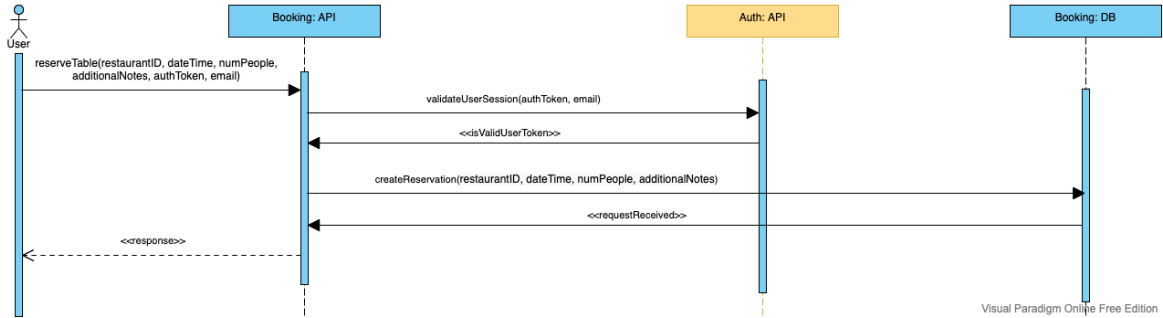 Booking: API
Auth: API
Booking: DB
User
reserveTable(restaurantID, dateTime, numPeople,
additionalNotes, authToken, email)
validateUserSession(authToken, email)
<<isValidUserToken>>
createReservation(restaurantID, dateTime, numPeople, additionalNotes)
<<requestReceived>>
<<response>>
Visual Paradigm Online Free Edition